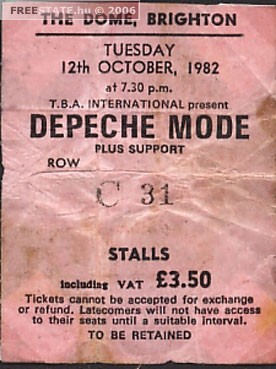 FREESTATE.hu © 2006
THE DOME, BRIGHTON
TUESDAY
12th OCTOBER, 1982
at 7.30 p.m.
T.B.A. INTERNATIONAL present
DEPECHE MODE
PLUS SUPPORT
ROW
C 31
STALLS
including VAT £3.50
Tickets cannot be accepted for exchange
or refund. Latecomers will not have access
to their seats until a suitable interval.
TO BE RETAINED